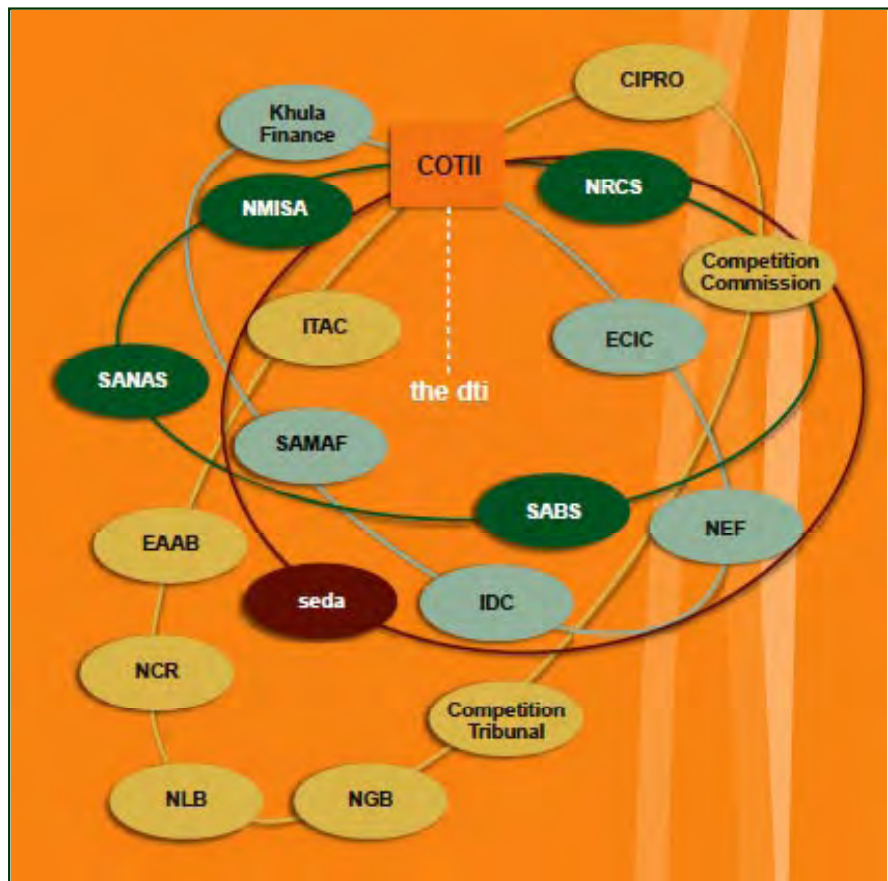 CIPRO
Khula
Finance
COTII
NRCS
NMISA
Competition
Commission
ITAC
ECIC
SANAS
the dti
SAMAF
SABS
NEF
EAAB
seda
IDC
NCR
Competition
Tribunal
NLB
NGB